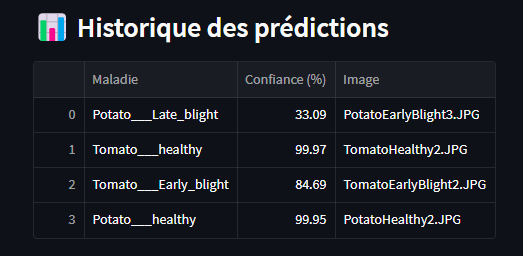 Historique des prédictions
Maladie Confiance (%) Image
0 Potato___Late_blight 33.09 PotatoEarlyBlight3.JPG
1 Tomato___healthy 99.97 TomatoHealthy2.JPG
2 Tomato___Early_blight 84.69 TomatoEarlyBlight2.JPG
3 Potato___healthy 99.95 PotatoHealthy2.JPG